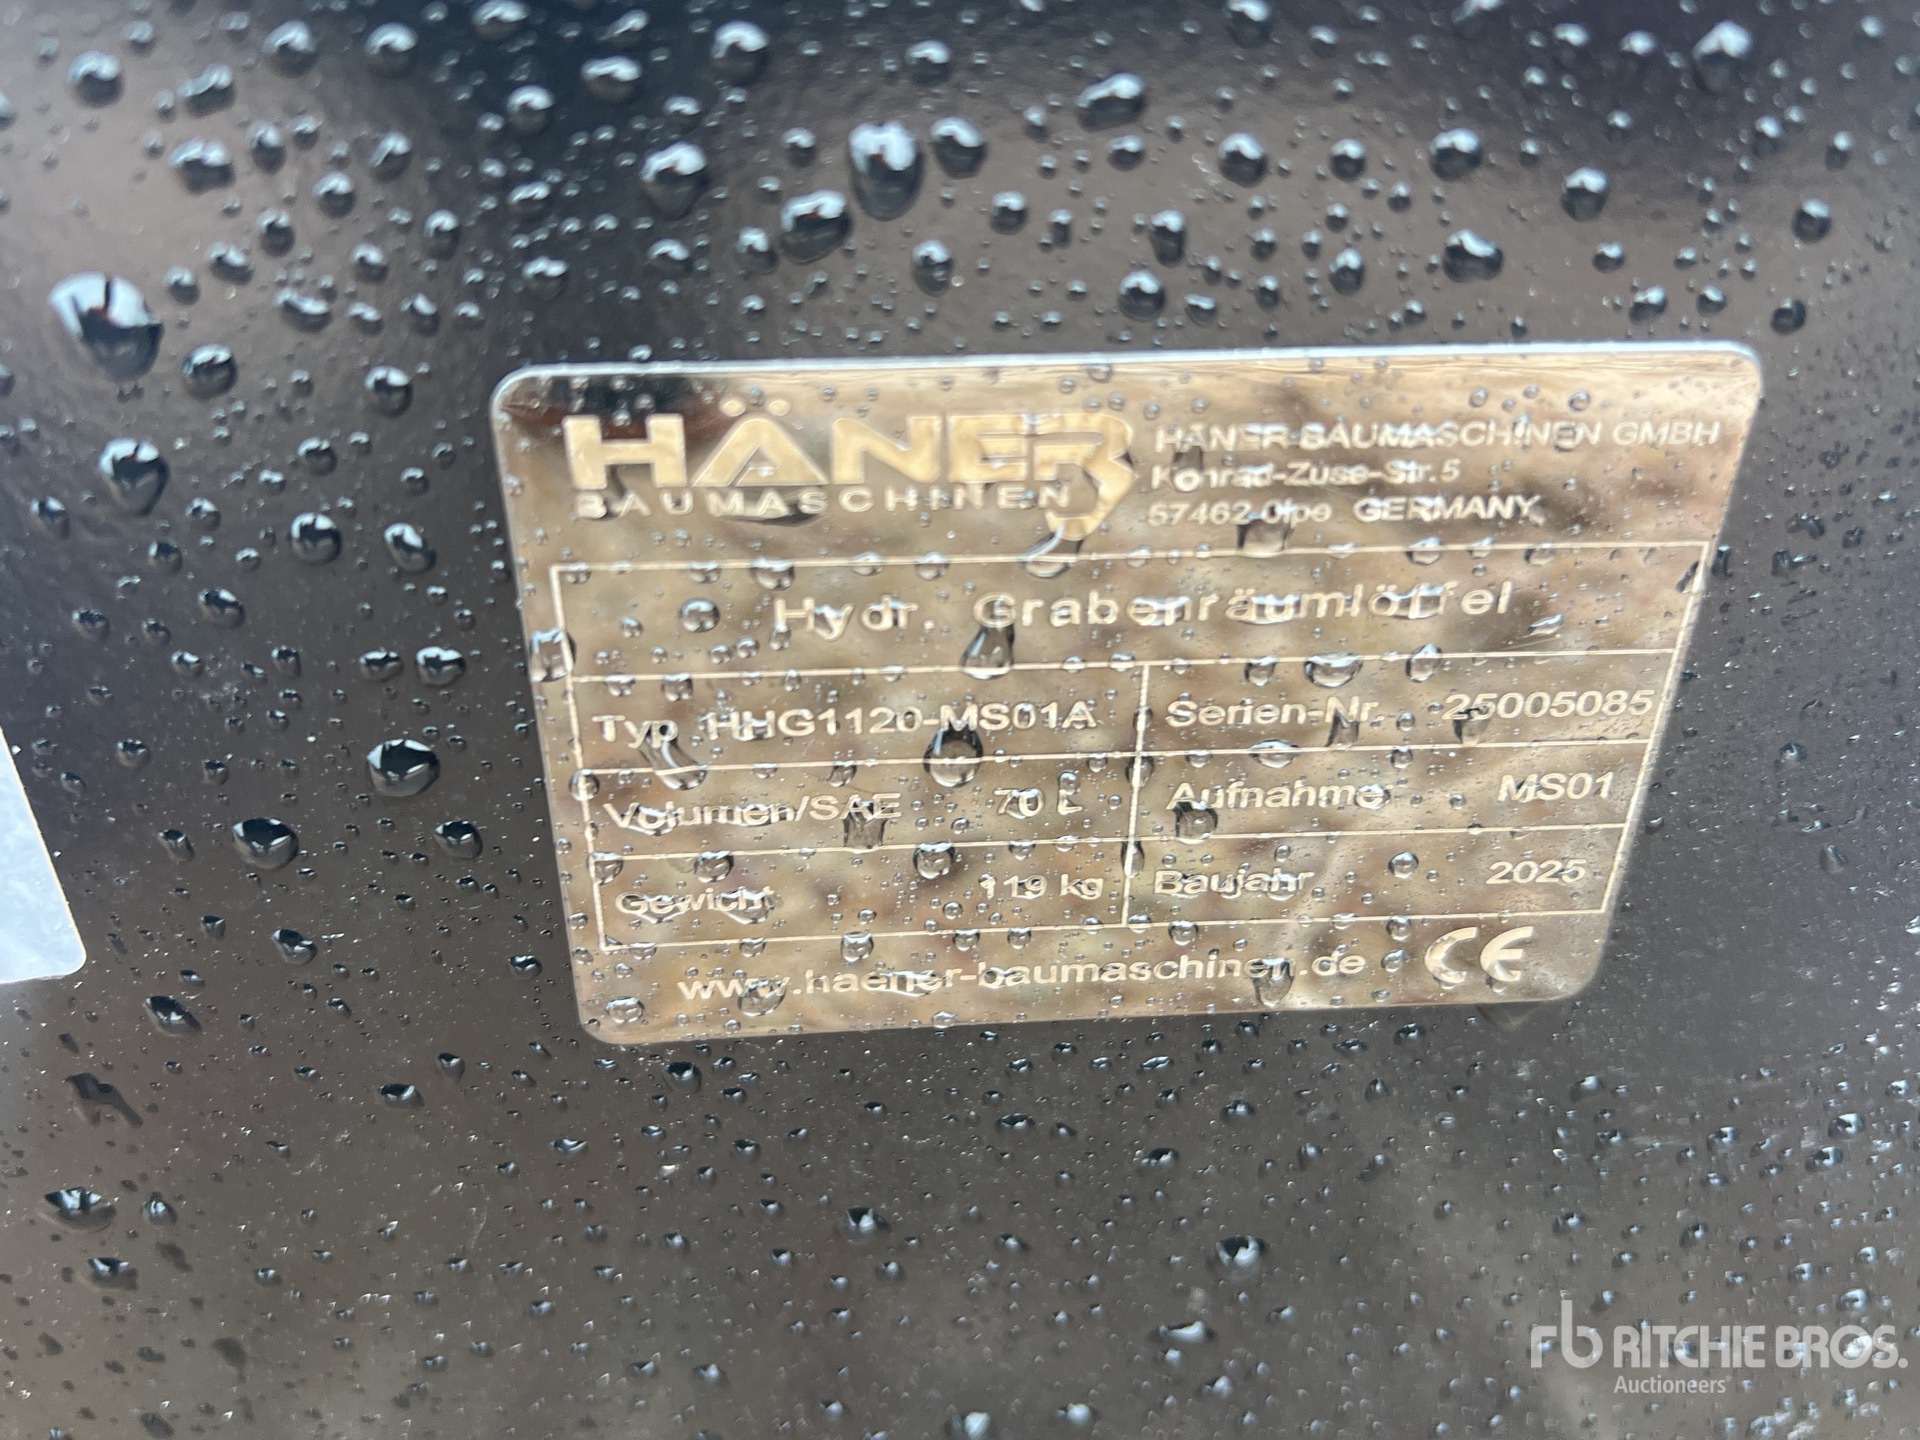 HÄNER
BAUMASCHINEN
HÄNER BAUMASCHINEN GMBH
Konrad-Zuse-Str. 5
57462 Olpe GERMANY
Hydr. Grabenräumlöffel
Typ HHG1120-MS01A
Serien-Nr. 25005085
Volumen/SAE 70 L
Aufnahme MS01
Gewicht 119 kg
Baujahr 2025
www.haener-baumaschinen.de CE
rb RITCHIE BROS.
Auctioneers